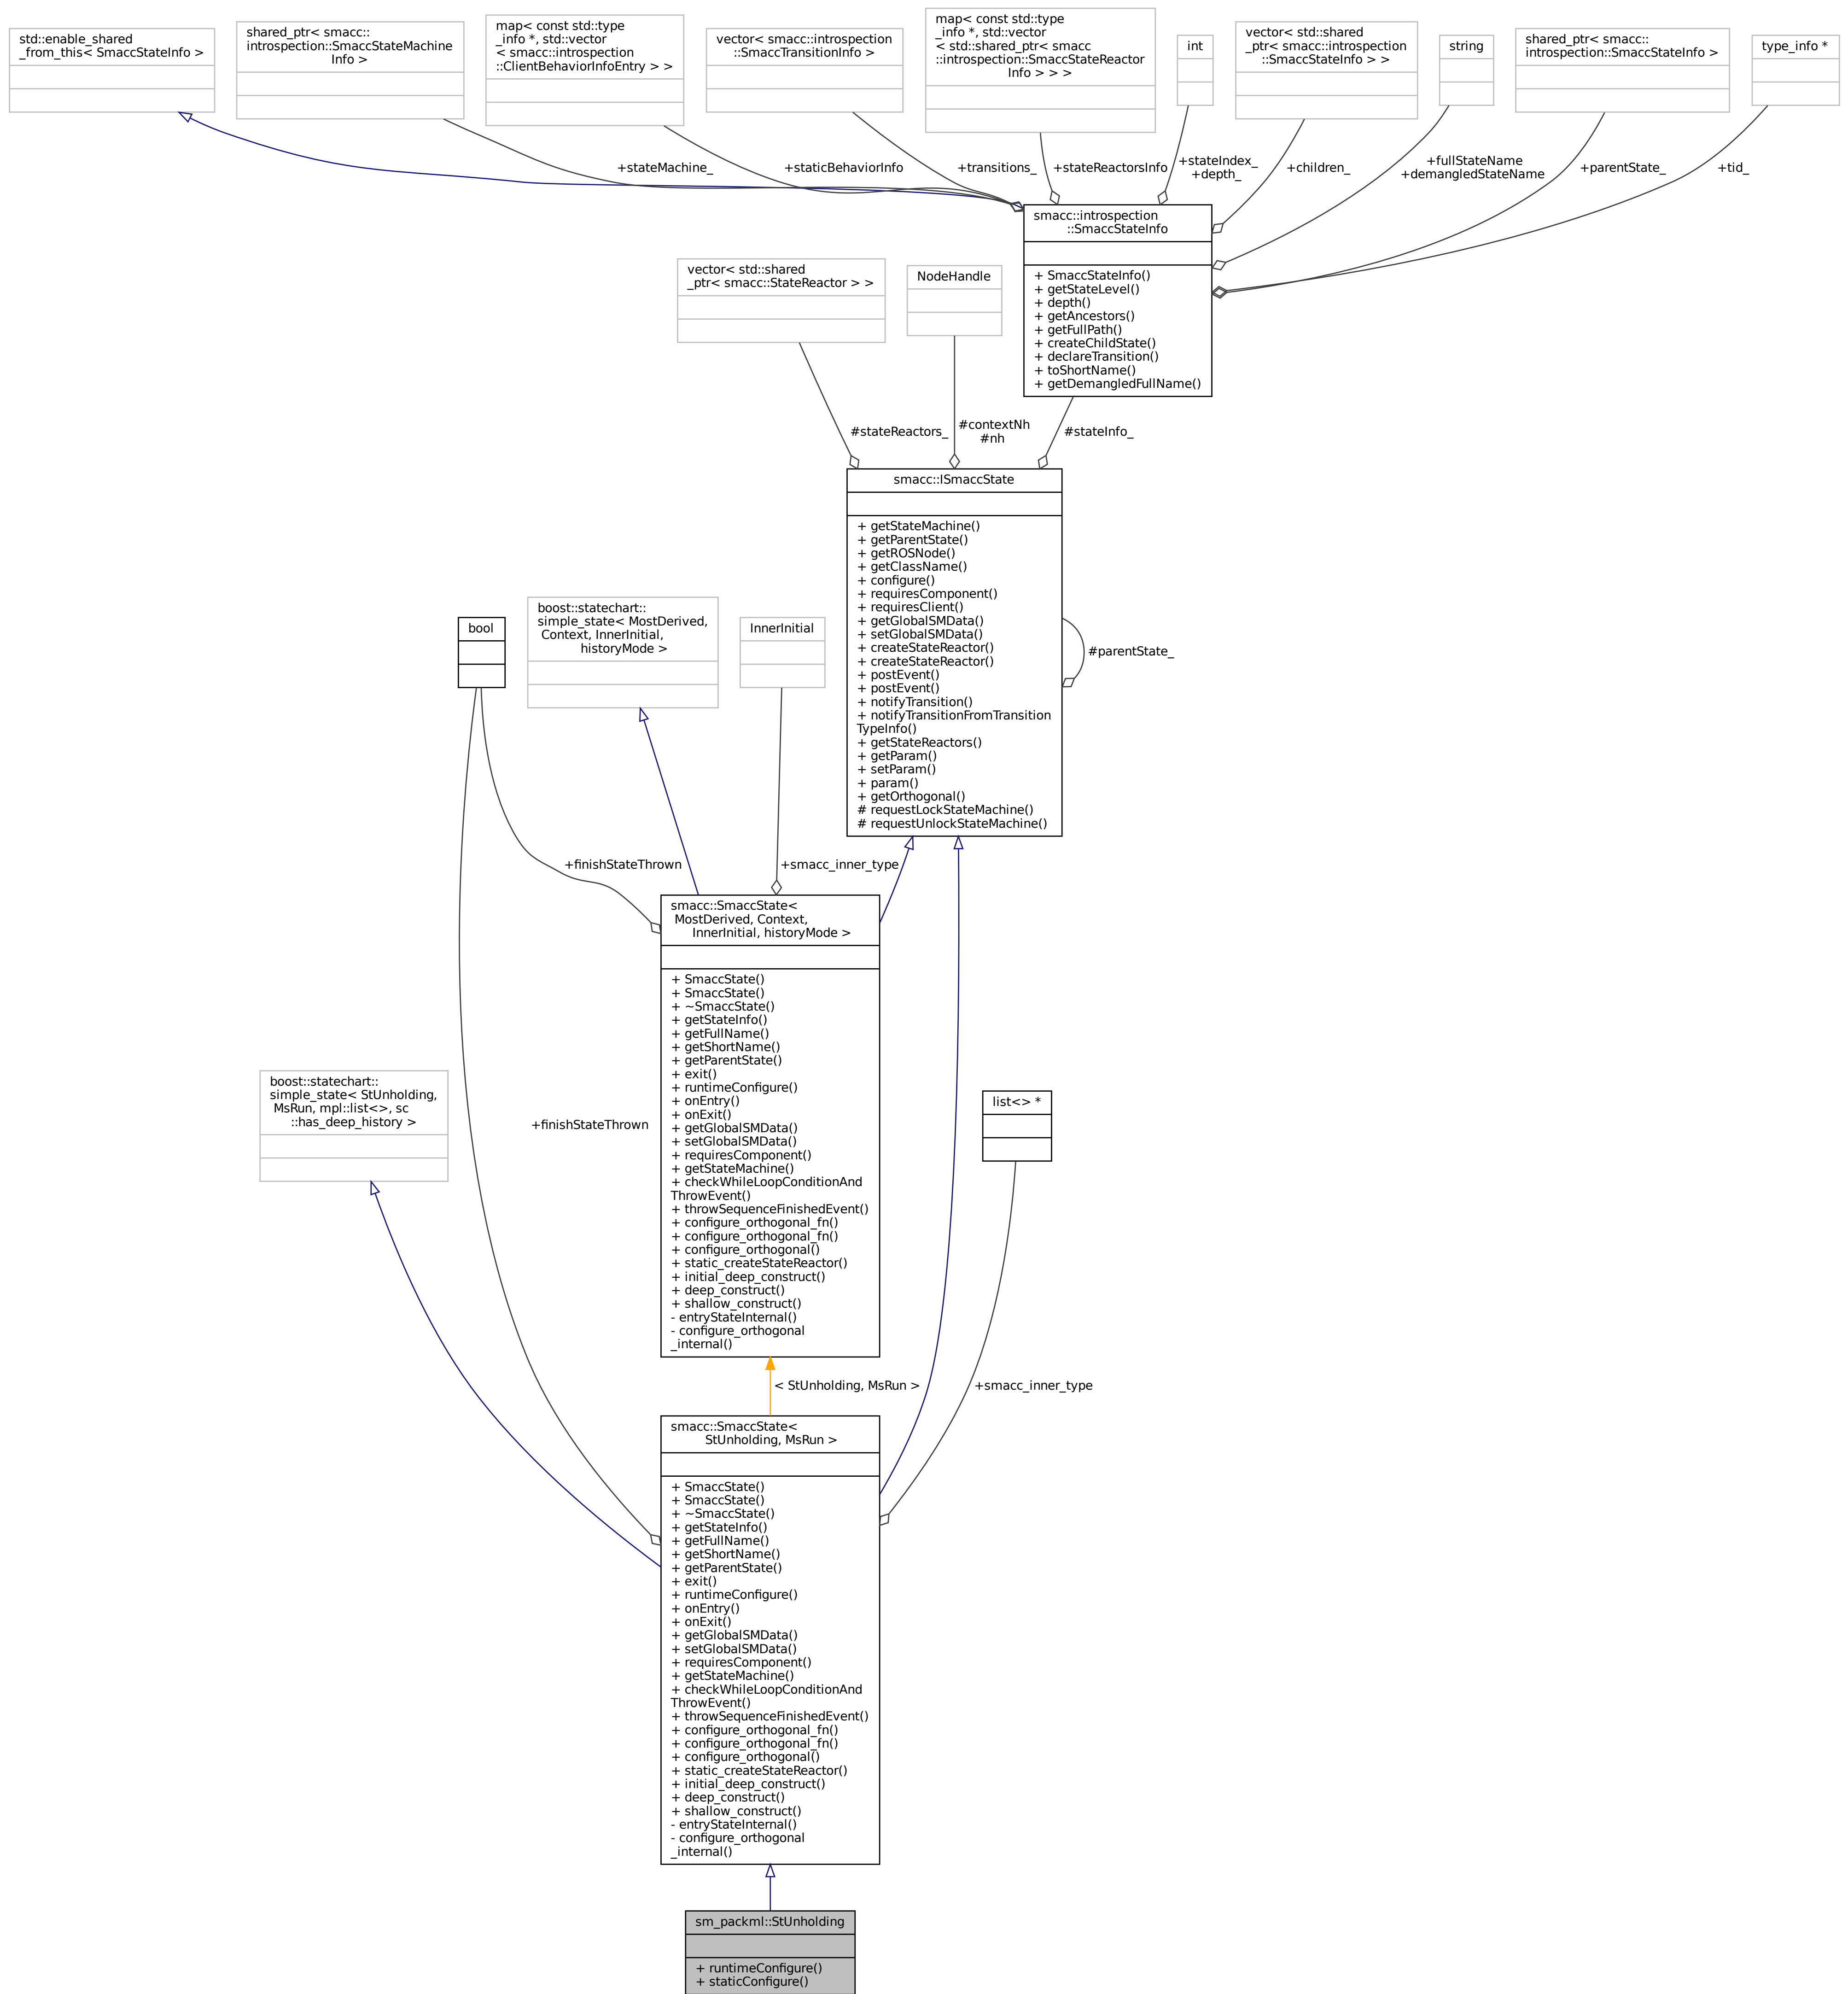 std::enable_shared
_from_this< SmaccStateInfo >
shared_ptr< smacc::
introspection::SmaccStateMachine
Info >
map< const std::type
_info *, std::vector
< smacc::introspection
::ClientBehaviorInfoEntry > >
vector< smacc::introspection
::SmaccTransitionInfo >
map< const std::type
_info *, std::vector
< std::shared_ptr< smacc
::introspection::SmaccStateReactor
Info > > >
int
vector< std::shared
_ptr< smacc::introspection
::SmaccStateInfo > >
string
shared_ptr< smacc::
introspection::SmaccStateInfo >
type_info *
+stateMachine_
+staticBehaviorInfo
+transitions_
+stateReactorsInfo
+stateIndex_
+depth_
+children_
+fullStateName
+demangledStateName
+parentState_
+tid_
smacc::introspection
::SmaccStateInfo
+ SmaccStateInfo()
+ getStateLevel()
+ depth()
+ getAncestors()
+ getFullPath()
+ createChildState()
+ declareTransition()
+ toShortName()
+ getDemangledFullName()
vector< std::shared
_ptr< smacc::StateReactor > >
NodeHandle
#stateReactors_
#contextNh
#nh
#stateInfo_
smacc::ISmaccState
+ getStateMachine()
+ getParentState()
+ getROSNode()
+ getClassName()
+ configure()
+ requiresComponent()
+ requiresClient()
+ getGlobalSMData()
+ setGlobalSMData()
+ createStateReactor()
+ createStateReactor()
+ postEvent()
+ postEvent()
+ notifyTransition()
+ notifyTransitionFromTransition
TypeInfo()
+ getStateReactors()
+ getParam()
+ setParam()
+ param()
+ getOrthogonal()
# requestLockStateMachine()
# requestUnlockStateMachine()
#parentState_
bool
boost::statechart::
simple_state< MostDerived,
Context, InnerInitial,
historyMode >
InnerInitial
+finishStateThrown
+smacc_inner_type
smacc::SmaccState<
MostDerived, Context,
InnerInitial, historyMode >
+ SmaccState()
+ SmaccState()
+ ~SmaccState()
+ getStateInfo()
+ getFullName()
+ getShortName()
+ getParentState()
+ exit()
+ runtimeConfigure()
+ onEntry()
+ onExit()
+ getGlobalSMData()
+ setGlobalSMData()
+ requiresComponent()
+ getStateMachine()
+ checkWhileLoopConditionAnd
ThrowEvent()
+ throwSequenceFinishedEvent()
+ configure_orthogonal_fn()
+ configure_orthogonal_fn()
+ configure_orthogonal()
+ static_createStateReactor()
+ initial_deep_construct()
+ deep_construct()
+ shallow_construct()
- entryStateInternal()
- configure_orthogonal
_internal()
boost::statechart::
simple_state< StUnholding,
MsRun, mpl::list<>, sc
::has_deep_history >
+finishStateThrown
list<> *
< StUnholding, MsRun >
+smacc_inner_type
smacc::SmaccState<
StUnholding, MsRun >
+ SmaccState()
+ SmaccState()
+ ~SmaccState()
+ getStateInfo()
+ getFullName()
+ getShortName()
+ getParentState()
+ exit()
+ runtimeConfigure()
+ onEntry()
+ onExit()
+ getGlobalSMData()
+ setGlobalSMData()
+ requiresComponent()
+ getStateMachine()
+ checkWhileLoopConditionAnd
ThrowEvent()
+ throwSequenceFinishedEvent()
+ configure_orthogonal_fn()
+ configure_orthogonal_fn()
+ configure_orthogonal()
+ static_createStateReactor()
+ initial_deep_construct()
+ deep_construct()
+ shallow_construct()
- entryStateInternal()
- configure_orthogonal
_internal()
sm_packml::StUnholding
+ runtimeConfigure()
+ staticConfigure()